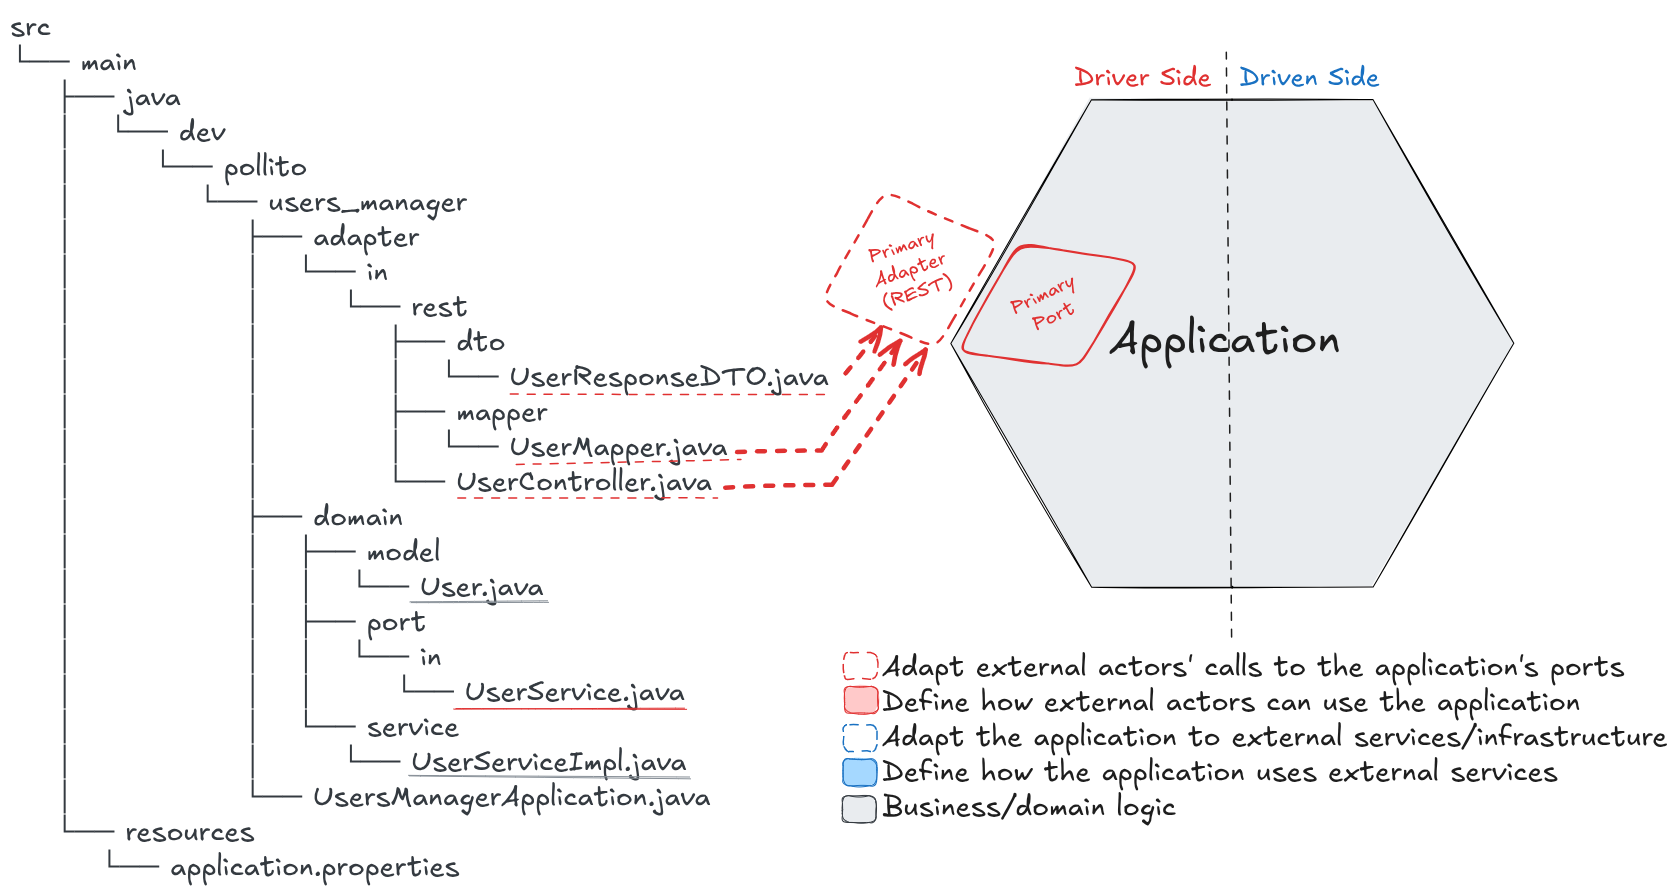 src
main
java
dev
pollito
users_manager
adapter
in
rest
dto
UserResponseDTO.java
mapper
UserMapper.java
UserController.java
domain
model
User.java
port
in
UserService.java
service
UserServiceImpl.java
UsersManagerApplication.java
resources
application.properties
Driver Side
Driven Side
Primary
Adapter
(REST)
Primary
Port
Application
Adapt external actors' calls to the application's ports
Define how external actors can use the application
Adapt the application to external services/infrastructure
Define how the application uses external services
Business/domain logic